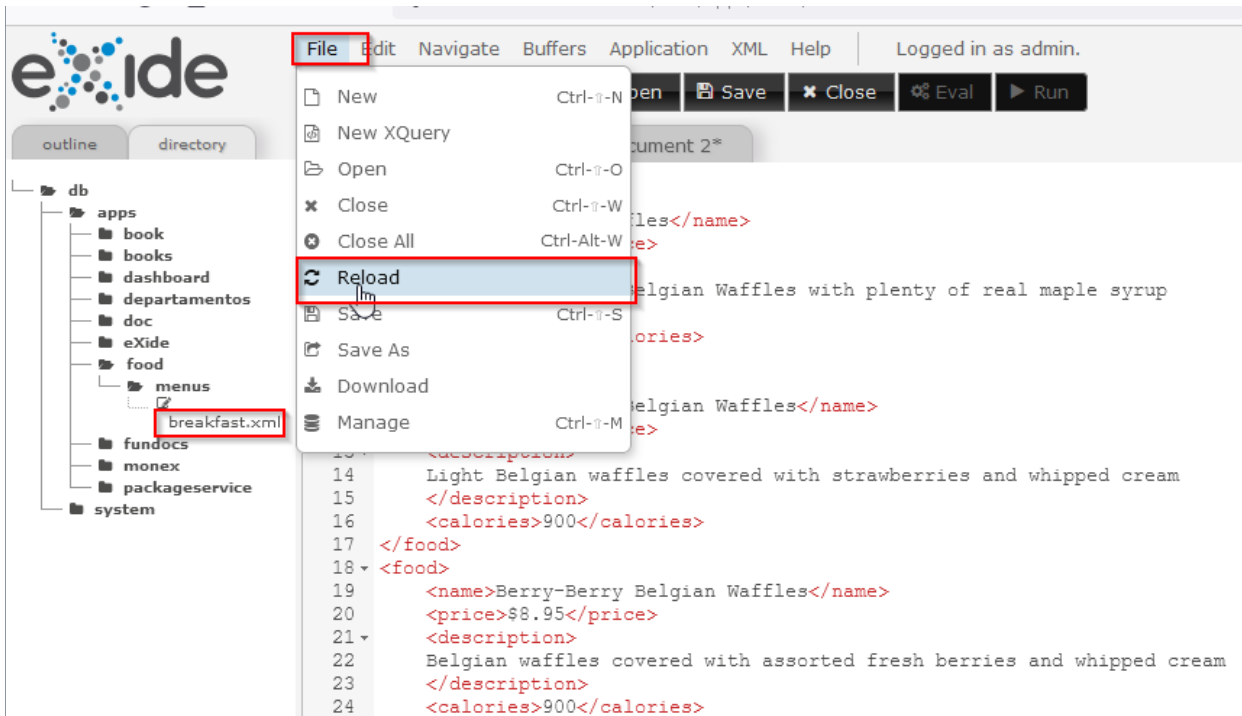 eXide
File Edit Navigate Buffers Application XML Help Logged in as admin.
Save Close Eval Run
outline directory
cument 2*
New Ctrl-⇧-N
New XQuery
Open Ctrl-⇧-O
Close Ctrl-⇧-W
Close All Ctrl-Alt-W
Reload
Save Ctrl-⇧-S
Save As
Download
Manage Ctrl-⇧-M
db
apps
book
books
dashboard
departamentos
doc
eXide
food
menus
breakfast.xml
fundocs
monex
packageservice
system
les</name>
e>
elgian Waffles with plenty of real maple syrup
ories>
elgian Waffles</name>
e>
13 <description>
14 Light Belgian waffles covered with strawberries and whipped cream
15 </description>
16 <calories>900</calories>
17 </food>
18 <food>
19 <name>Berry-Berry Belgian Waffles</name>
20 <price>$8.95</price>
21 <description>
22 Belgian waffles covered with assorted fresh berries and whipped cream
23 </description>
24 <calories>900</calories>